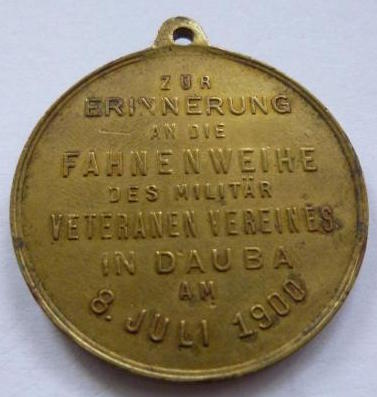 ZUR
ERINNERUNG
AN DIE
FAHNENWEIHE
DES MILITÄR
VETERANEN VEREINES
IN DAUBA
AM
8. JULI 1900